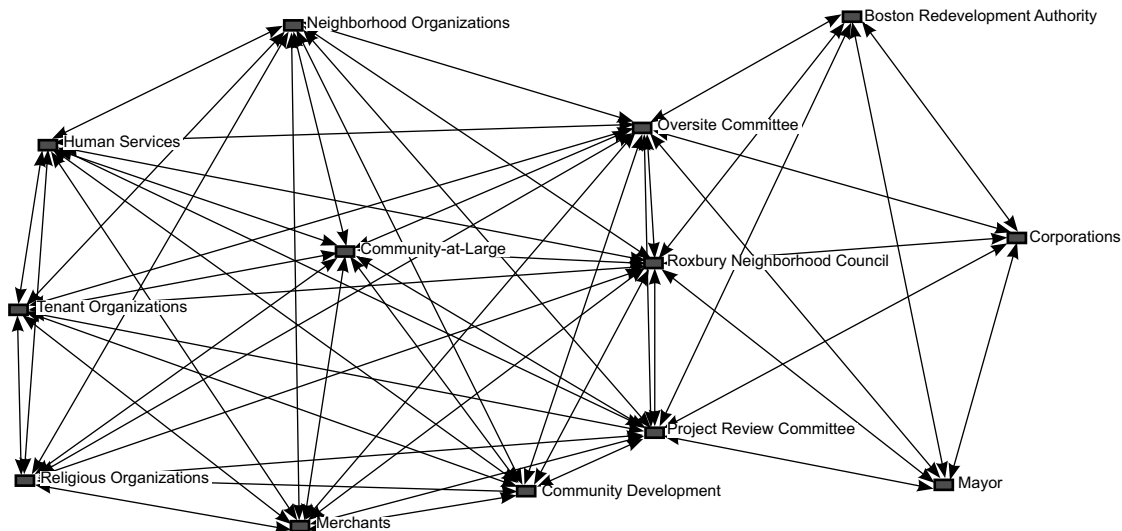 Boston Redevelopment Authority
Neighborhood Organizations
Oversite Committee
Human Services
Corporations
Community-at-Large
Roxbury Neighborhood Council
Tenant Organizations
Project Review Committee
Religious Organizations
Mayor
Community Development
Merchants